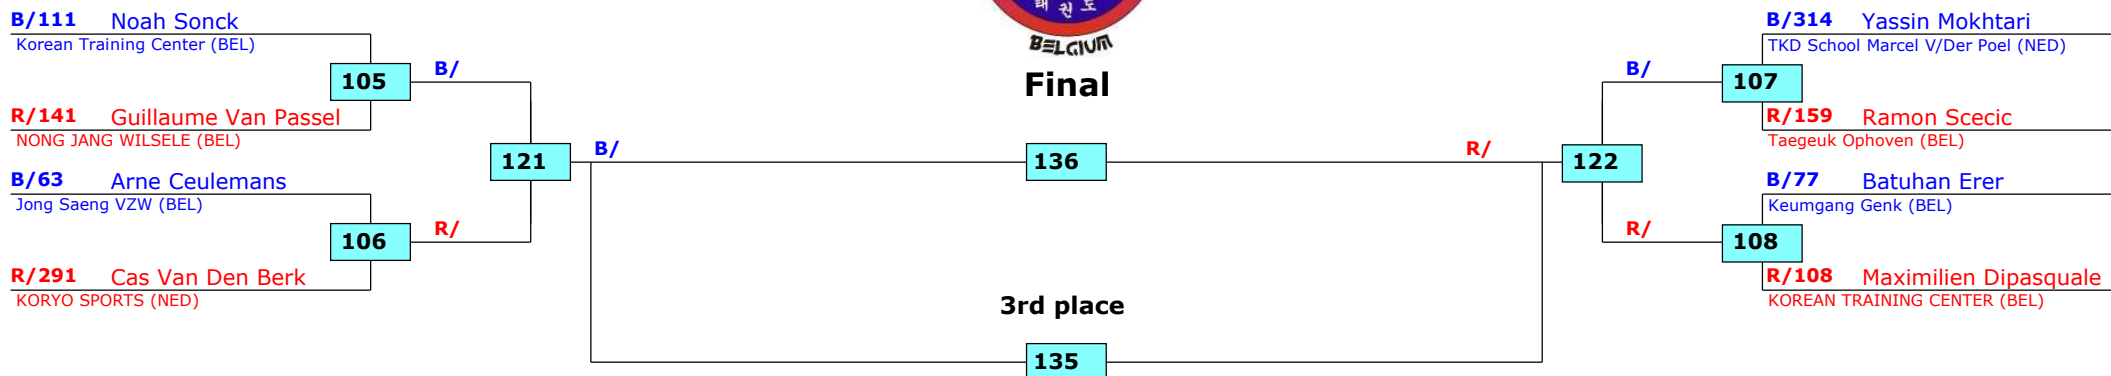 B/111 Noah Sonck
Korean Training Center (BEL)
105
B/
R/141 Guillaume Van Passel
NONG JANG WILSELE (BEL)
121
B/
B/63 Arne Ceulemans
Jong Saeng VZW (BEL)
106
R/
R/291 Cas Van Den Berk
KORYO SPORTS (NED)
태권도
BELGIUM
Final
136
3rd place
135
B/314 Yassin Mokhtari
TKD School Marcel V/Der Poel (NED)
B/
107
R/159 Ramon Scecic
Taegeuk Ophoven (BEL)
R/
122
B/77 Batuhan Erer
Keumgang Genk (BEL)
R/
108
R/108 Maximilien Dipasquale
KOREAN TRAINING CENTER (BEL)